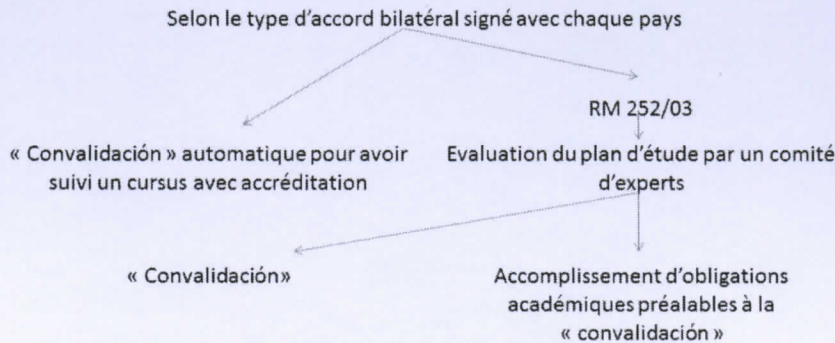 Selon le type d'accord bilatéral signé avec chaque pays
RM 252/03
« Convalidación » automatique pour avoir
suivi un cursus avec accréditation
Evaluation du plan d'étude par un comité
d'experts
« Convalidación»
Accomplissement d'obligations
académiques préalables à la
« convalidación »